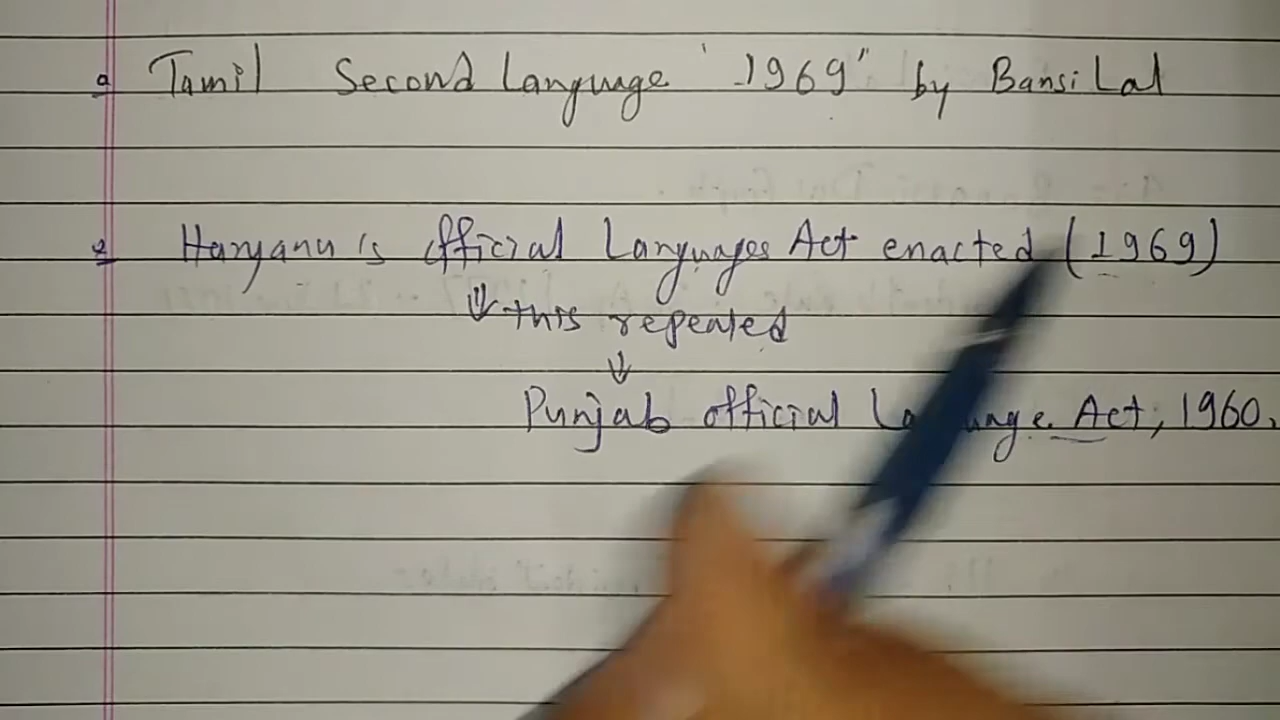 Tamil Second Language "1969" by Bansi Lal
Haryana's official Languages Act enacted (1969)
⇓ this repealed
↓
Punjab official Language Act, 1960.